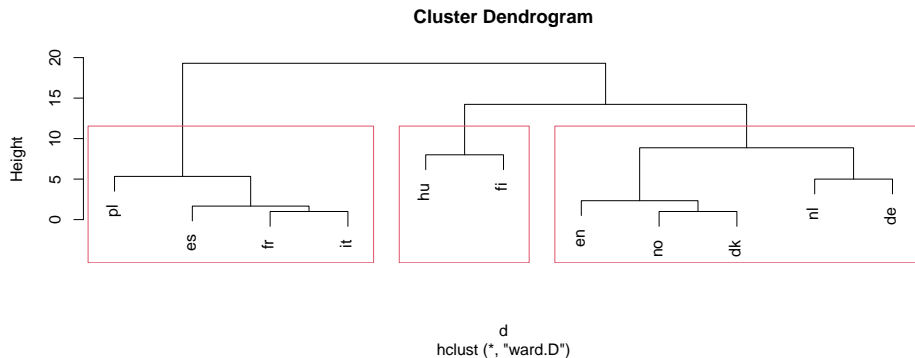 Cluster Dendrogram
Height
20
15
10
5
0
pl
es
fr
it
hu
fi
en
no
dk
nl
de
d
hclust (*, "ward.D")